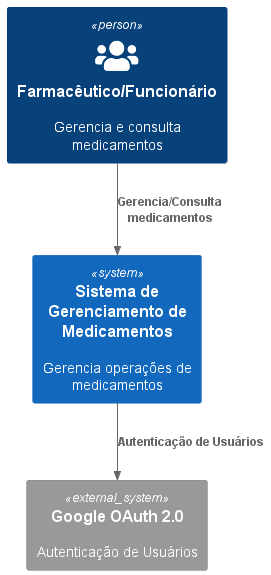 «person»
Farmacêutico/Funcionário
Gerencia e consulta
medicamentos
Gerencia/Consulta
medicamentos
«system»
Sistema de
Gerenciamento de
Medicamentos
Gerencia operações de
medicamentos
Autenticação de Usuários
«external_system»
Google OAuth 2.0
Autenticação de Usuários